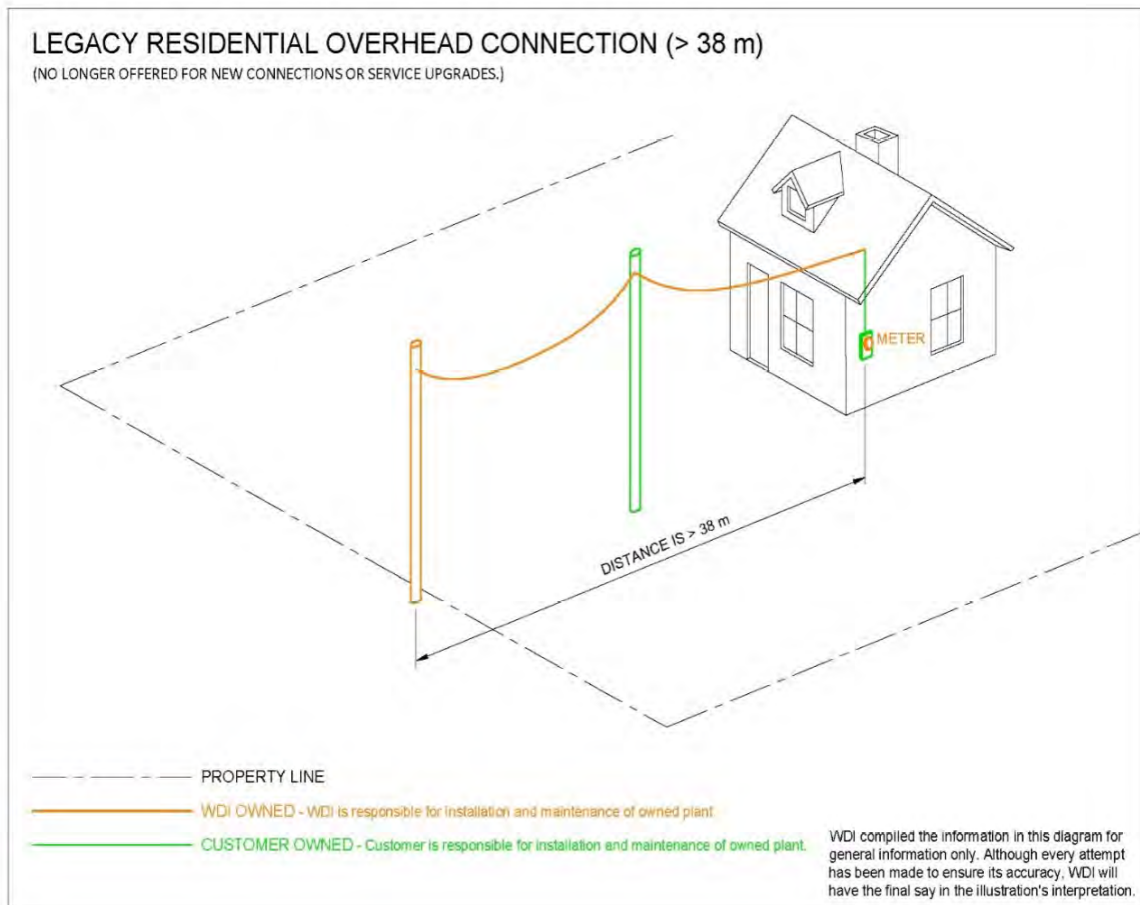 LEGACY RESIDENTIAL OVERHEAD CONNECTION (> 38 m)
(NO LONGER OFFERED FOR NEW CONNECTIONS OR SERVICE UPGRADES.)
METER
DISTANCE IS > 38 m
PROPERTY LINE
WDI OWNED - WDI is responsible for installation and maintenance of owned plant
CUSTOMER OWNED - Customer is responsible for installation and maintenance of owned plant.
WDI compiled the information in this diagram for
general information only. Although every attempt
has been made to ensure its accuracy, WDI will
have the final say in the illustration's interpretation.